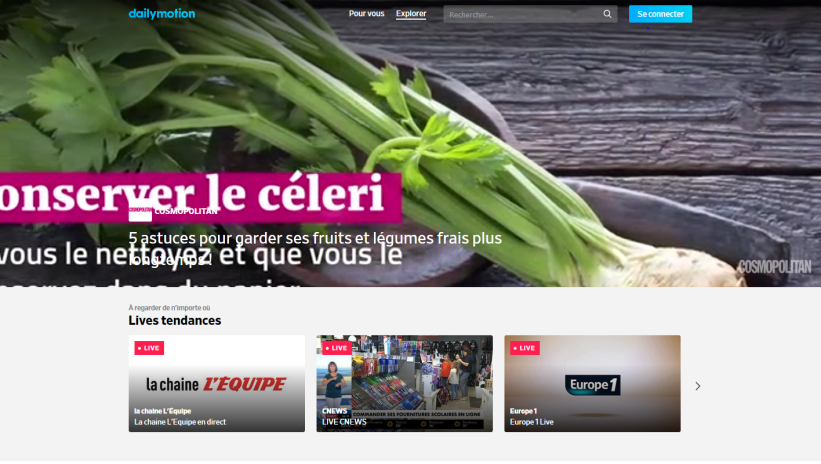 dailymotion
Pour vous
Explorer
Rechercher...
Se connecter
onserver le céleri
COSMOPOLITAN
5 astuces pour garder ses fruits et légumes frais plus
longtemps !
vous le nettoyez et que vous le
COSMOPOLITAN
À regarder de n'importe où
Lives tendances
LIVE
la chaine L'ÉQUIPE
la chaine L'Équipe
La chaine L'Equipe en direct
LIVE
COMMANDER SES FOURNITURES SCOLAIRES EN LIGNE
CNEWS
LIVE CNEWS
LIVE
Europe 1
Europe 1
Europe 1 Live